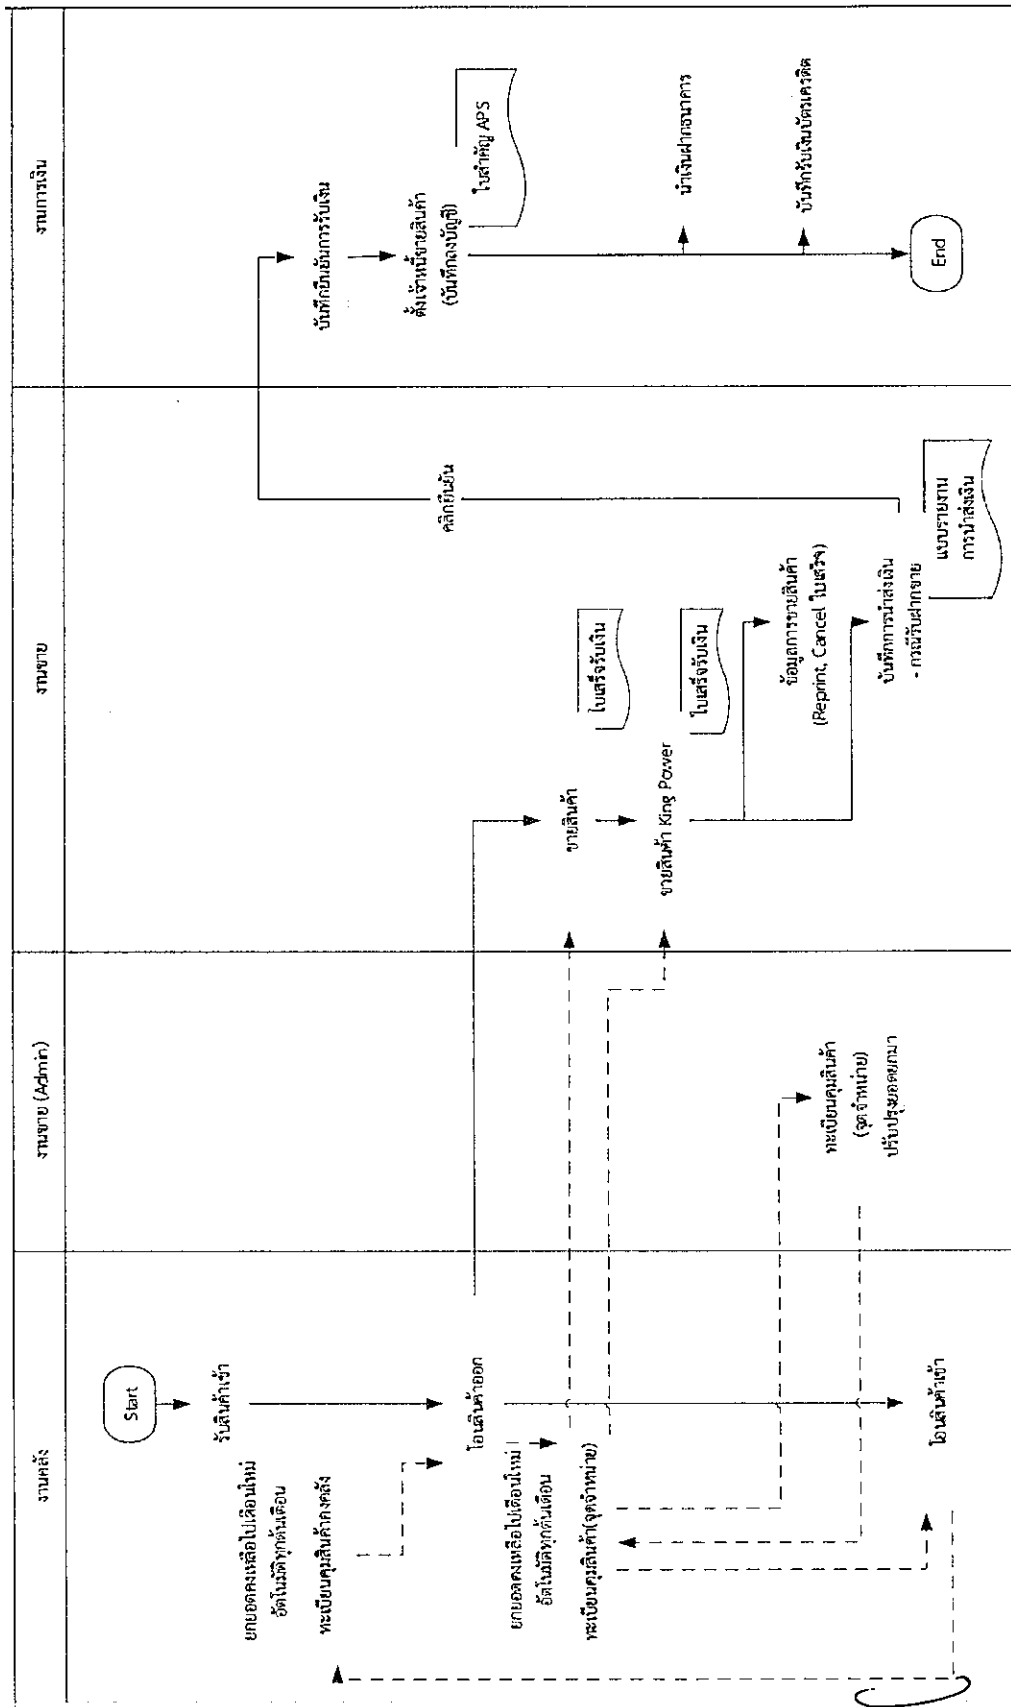 งานคลัง
งานขาย (Admin)
งานขาย
งานการเงิน
Start
รับสินค้าเข้า
ยกยอดคงเหลือไปเดือนใหม่
อัตโนมัติทุกต้นเดือน
ทะเบียนคุมสินค้าคงคลัง
โอนสินค้าออก
ยกยอดคงเหลือไปเดือนใหม่
อัตโนมัติทุกต้นเดือน
ทะเบียนคุมสินค้า(จุดจำหน่าย)
โอนสินค้าเข้า
ทะเบียนคุมสินค้า
(จุดจำหน่าย)
ปรับปรุงยอดยกมา
ขายสินค้า
ใบเสร็จรับเงิน
ขายสินค้า King Power
ใบเสร็จรับเงิน
ข้อมูลการขายสินค้า
(Reprint, Cancel ใบเสร็จ)
บันทึกการนำส่งเงิน
- กรณีรับฝากขาย
แบบรายงาน
การนำส่งเงิน
คลิกยืนยัน
บันทึกยืนยันการรับเงิน
ตั้งเจ้าหนี้ขายสินค้า
(บันทึกลงบัญชี)
ใบสำคัญ APS
นำเงินฝากธนาคาร
บันทึกรับเงินบัตรเครดิต
End